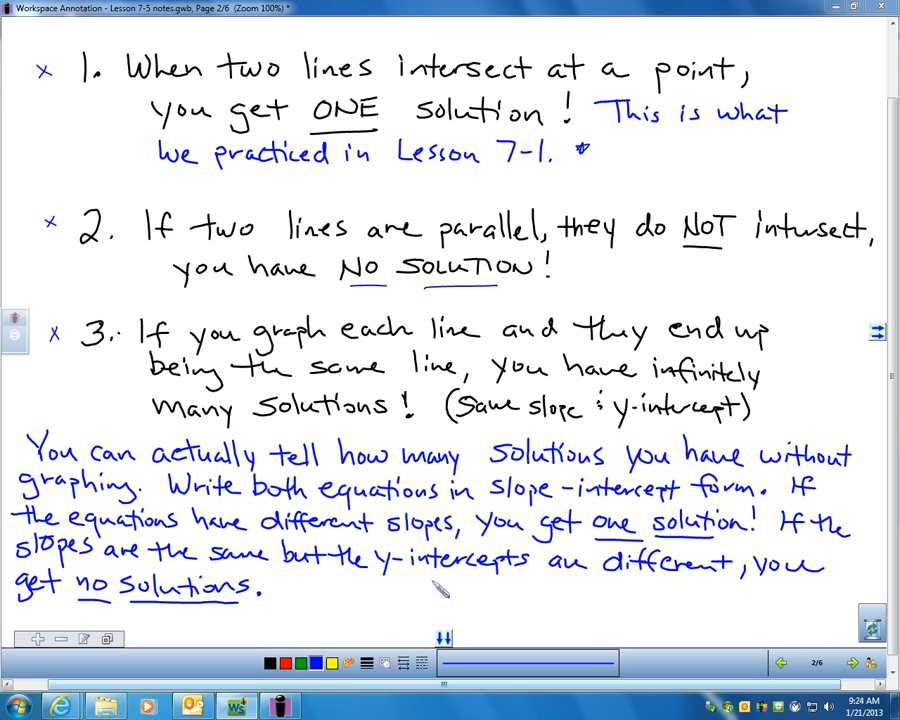 Workspace Annotation - Lesson 7-5 notes.gwb, Page 2/6 (Zoom 100%) *
x 1. When two lines intersect at a point,
you get ONE solution! This is what
we practiced in Lesson 7-1. *
x 2. If two lines are parallel, they do NOT intersect,
you have NO SOLUTION!
x 3. If you graph each line and they end up
being the same line, you have infinitely
many solutions! (Same slope & y-intercept)
You can actually tell how many solutions you have without
graphing. Write both equations in slope-intercept form. If
the equations have different slopes, you get one solution! If the
slopes are the same but the y-intercepts are different, you
get no solutions.
2/6
9:24 AM
1/21/2013